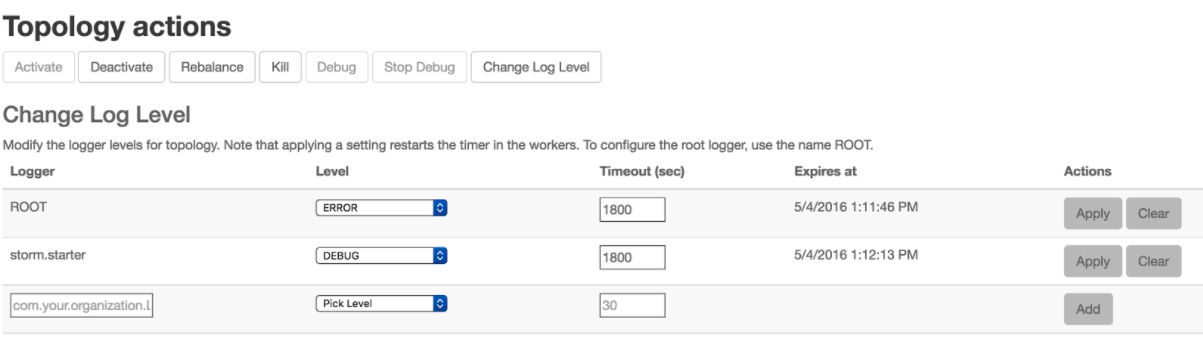 Topology actions
Activate Deactivate Rebalance Kill Debug Stop Debug Change Log Level
Change Log Level
Modify the logger levels for topology. Note that applying a setting restarts the timer in the workers. To configure the root logger, use the name ROOT.
Logger Level Timeout (sec) Expires at Actions
ROOT ERROR 1800 5/4/2016 1:11:46 PM Apply Clear
storm.starter DEBUG 1800 5/4/2016 1:12:13 PM Apply Clear
com.your.organization.L Pick Level 30 Add